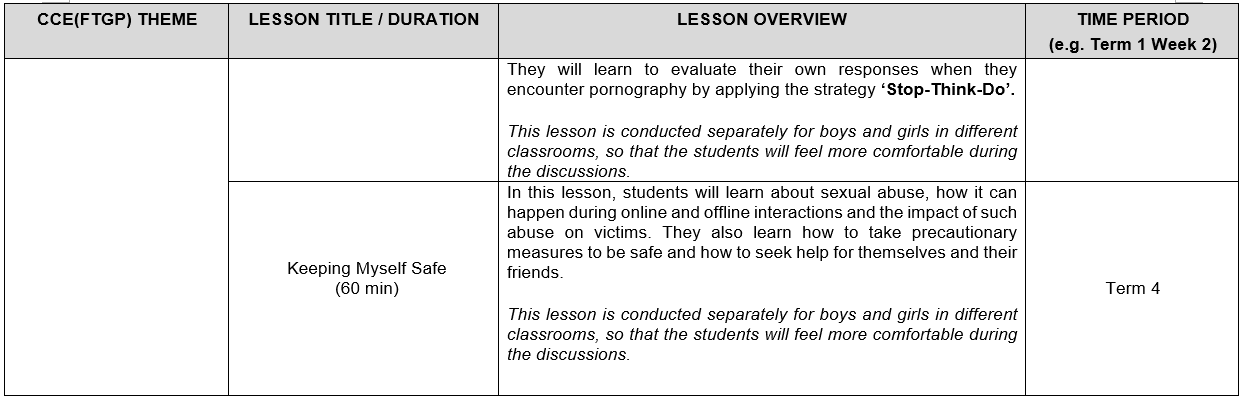 CCE(FTGP) THEME
LESSON TITLE / DURATION
LESSON OVERVIEW
TIME PERIOD
(e.g. Term 1 Week 2)
They will learn to evaluate their own responses when they
encounter pornography by applying the strategy ‘Stop-Think-Do’.
This lesson is conducted separately for boys and girls in different
classrooms, so that the students will feel more comfortable during
the discussions.
Keeping Myself Safe
(60 min)
In this lesson, students will learn about sexual abuse, how it can
happen during online and offline interactions and the impact of such
abuse on victims. They also learn how to take precautionary
measures to be safe and how to seek help for themselves and their
friends.
This lesson is conducted separately for boys and girls in different
classrooms, so that the students will feel more comfortable during
the discussions.
Term 4